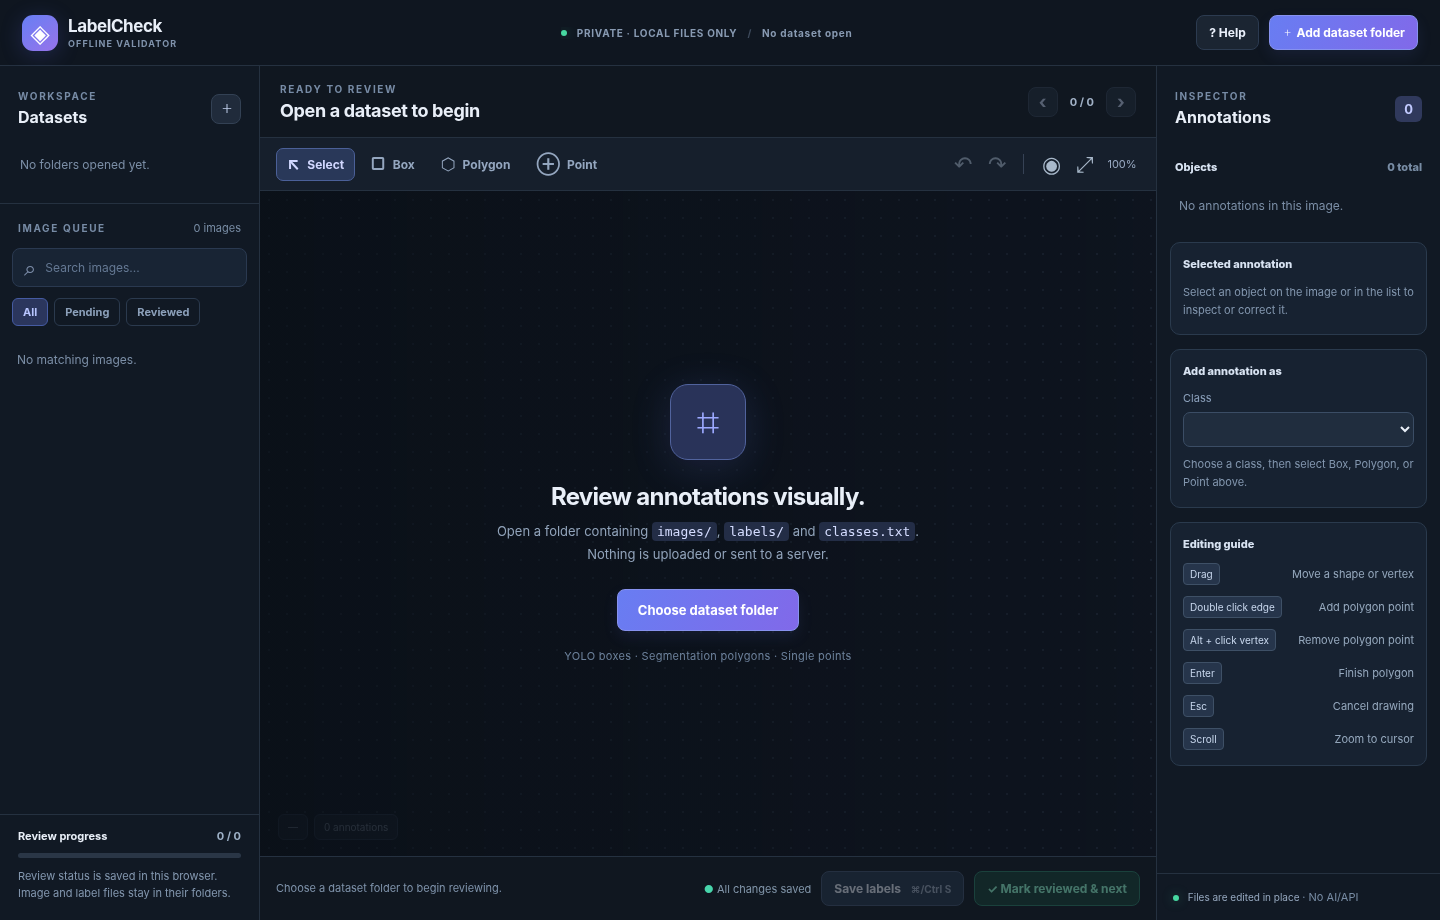 LabelCheck
OFFLINE VALIDATOR
PRIVATE · LOCAL FILES ONLY / No dataset open
? Help
+ Add dataset folder
WORKSPACE
Datasets
+
No folders opened yet.
IMAGE QUEUE 0 images
Search images...
All Pending Reviewed
No matching images.
Review progress 0 / 0
Review status is saved in this browser.
Image and label files stay in their folders.
READY TO REVIEW
Open a dataset to begin
‹ 0 / 0 ›
Select Box Polygon Point
100%
Review annotations visually.
Open a folder containing images/, labels/ and classes.txt.
Nothing is uploaded or sent to a server.
Choose dataset folder
YOLO boxes · Segmentation polygons · Single points
— 0 annotations
Choose a dataset folder to begin reviewing.
All changes saved
Save labels ⌘/Ctrl S
✓ Mark reviewed & next
INSPECTOR
Annotations
0
Objects 0 total
No annotations in this image.
Selected annotation
Select an object on the image or in the list to
inspect or correct it.
Add annotation as
Class
Choose a class, then select Box, Polygon, or
Point above.
Editing guide
Drag Move a shape or vertex
Double click edge Add polygon point
Alt + click vertex Remove polygon point
Enter Finish polygon
Esc Cancel drawing
Scroll Zoom to cursor
Files are edited in place · No AI/API